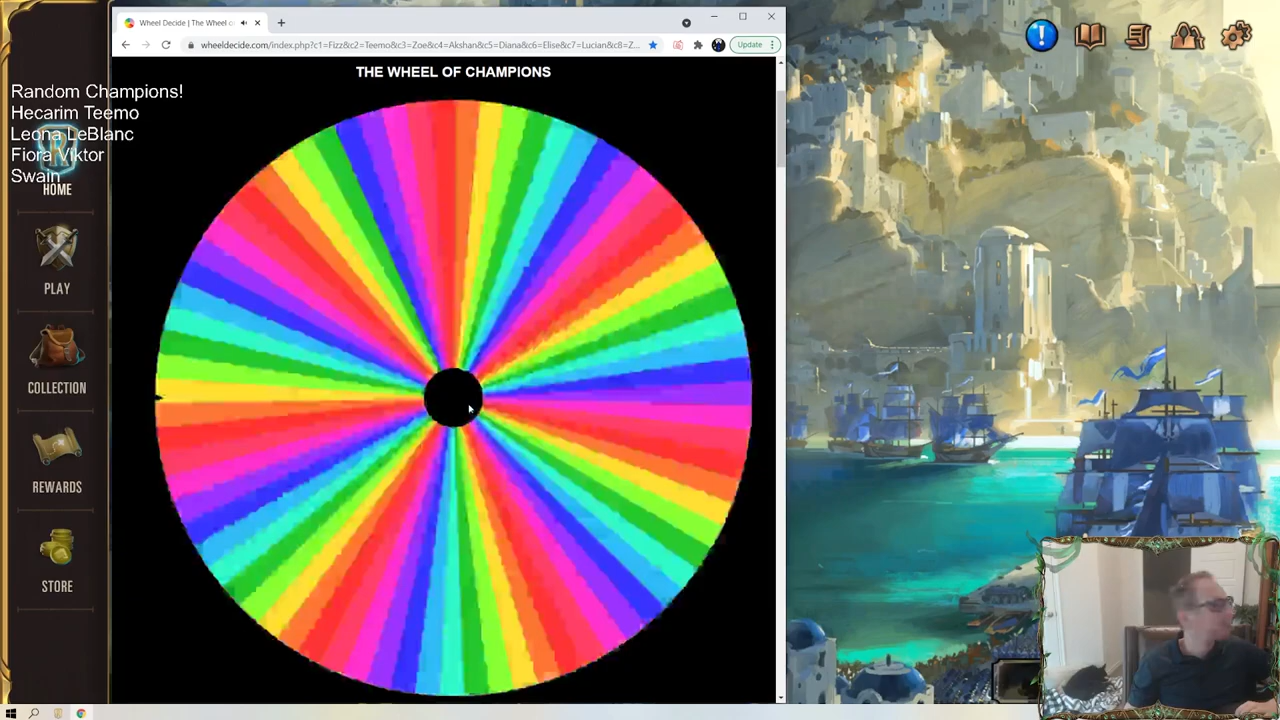 Wheel Decide | The Wheel c
Update
wheeldecide.com/index.php?c1=Fizz&c2=Teemo&c3=Zoe&c4=Akshan&c5=Diana&c6=Elise&c7=Lucian&c8=Z...
THE WHEEL OF CHAMPIONS
Random Champions!
Hecarim Teemo
Leona LeBlanc
Fiora Viktor
Swain
HOME
PLAY
COLLECTION
REWARDS
STORE